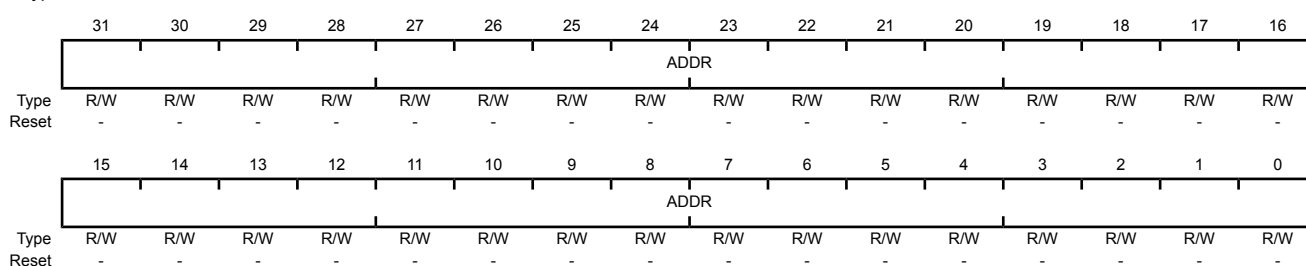 31 30 29 28 27 26 25 24 23 22 21 20 19 18 17 16
ADDR
Type R/W R/W R/W R/W R/W R/W R/W R/W R/W R/W R/W R/W R/W R/W R/W R/W
Reset - - - - - - - - - - - - - - - -
15 14 13 12 11 10 9 8 7 6 5 4 3 2 1 0
ADDR
Type R/W R/W R/W R/W R/W R/W R/W R/W R/W R/W R/W R/W R/W R/W R/W R/W
Reset - - - - - - - - - - - - - - - -